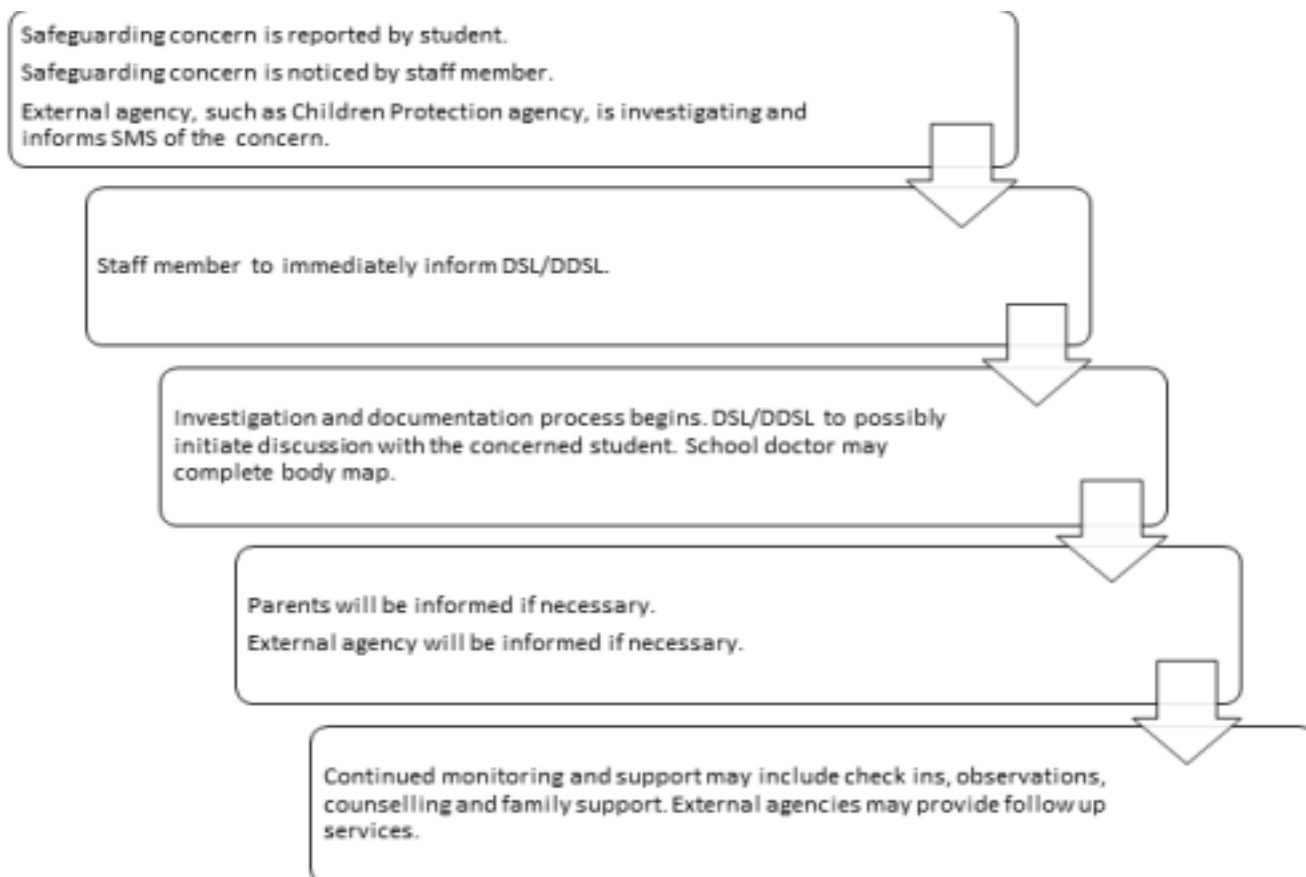 Safeguarding concern is reported by student.
Safeguarding concern is noticed by staff member.
External agency, such as Children Protection agency, is investigating and
informs SMS of the concern.
Staff member to immediately inform DSL/DDSL.
Investigation and documentation process begins. DSL/DDSL to possibly
initiate discussion with the concerned student. School doctor may
complete body map.
Parents will be informed if necessary.
External agency will be informed if necessary.
Continued monitoring and support may include check ins, observations,
counselling and family support. External agencies may provide follow up
services.